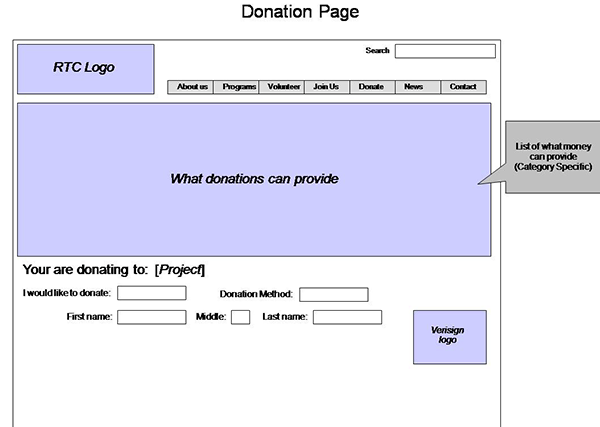 Donation Page
Search
RTC Logo
About us Programs Volunteer Join Us Donate News Contact
What donations can provide
List of what money
can provide
(Category Specific)
Your are donating to: [Project]
I would like to donate:
Donation Method:
First name:
Middle:
Last name:
Verisign
logo